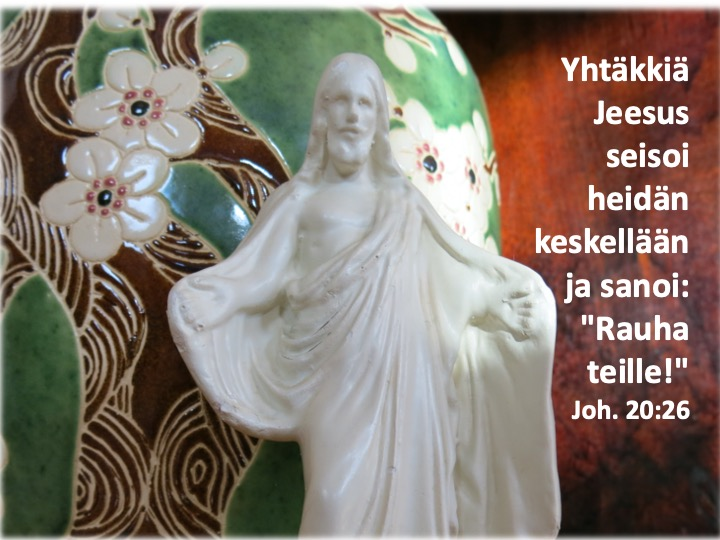 Yhtäkkiä
Jeesus
seisoi
heidän
keskellään
ja sanoi:
"Rauha
teille!"
Joh. 20:26